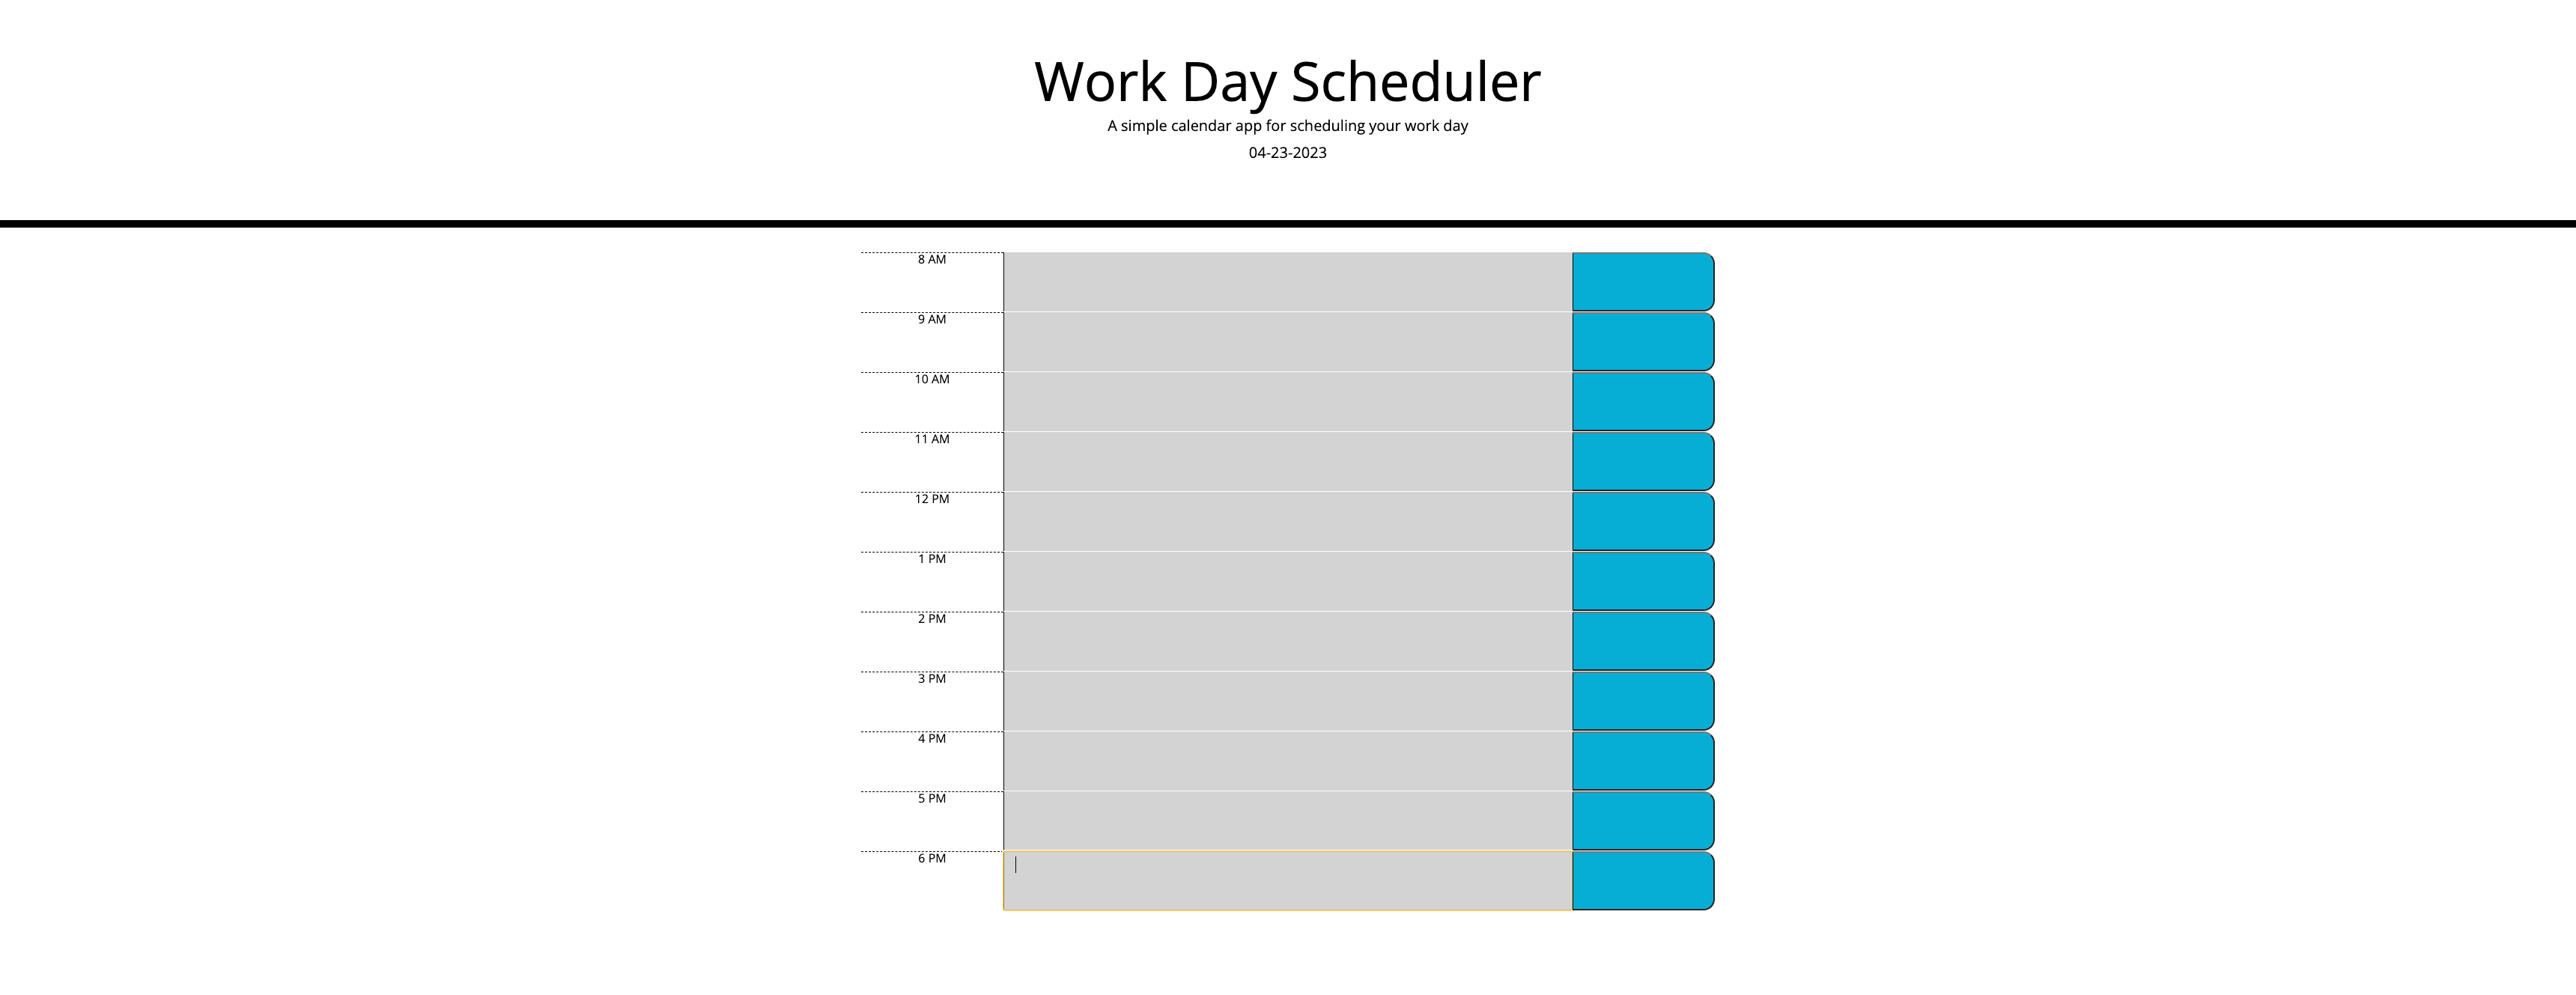 Work Day Scheduler
A simple calendar app for scheduling your work day
04-23-2023
8 AM
9 AM
10 AM
11 AM
12 PM
1 PM
2 PM
3 PM
4 PM
5 PM
6 PM